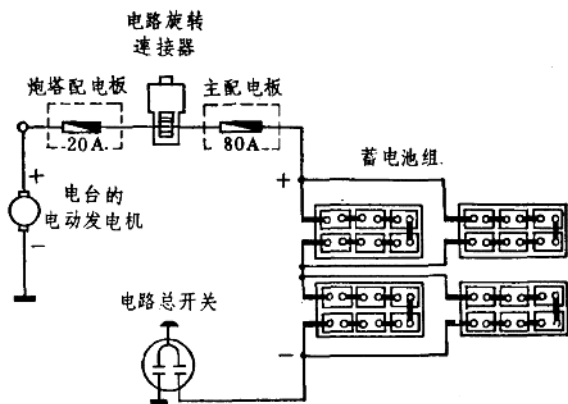 电路旋转
連接器
炮塔配电板
主配电板
20A
80A
蓄电池组
+
+
电台的
电动发电机
−
电路总开关
−